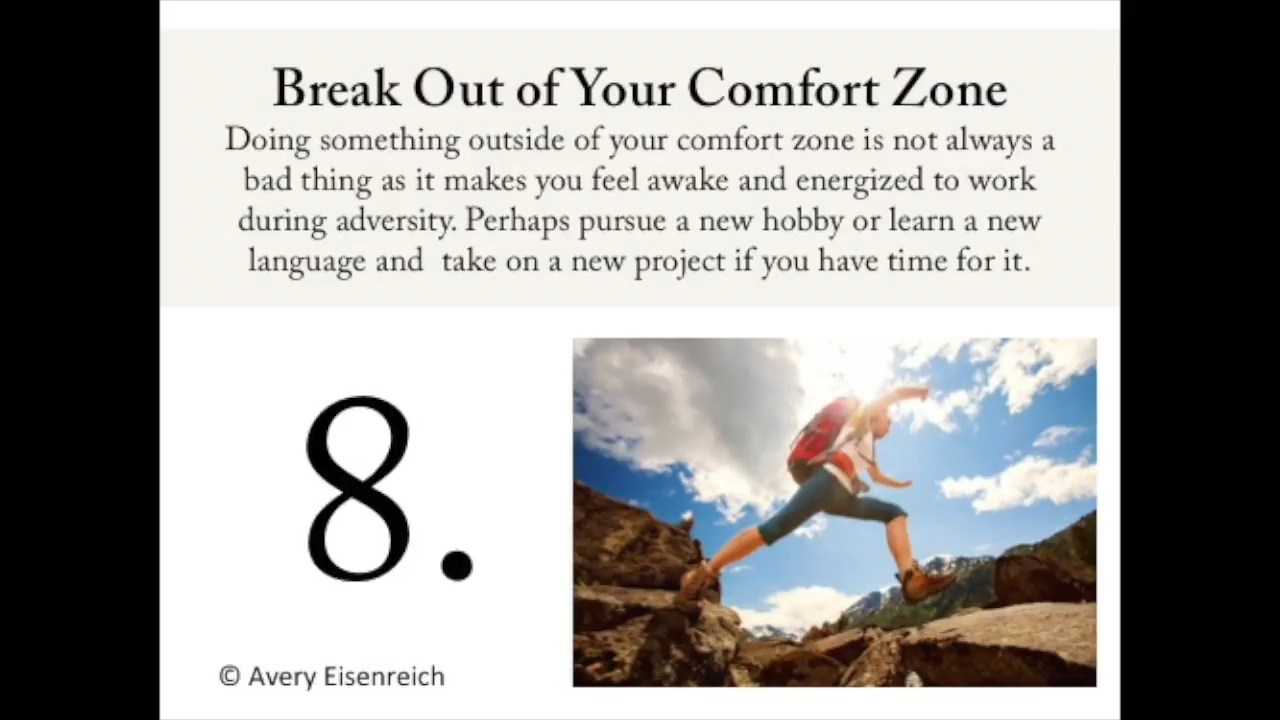 Break Out of Your Comfort Zone
Doing something outside of your comfort zone is not always a
bad thing as it makes you feel awake and energized to work
during adversity. Perhaps pursue a new hobby or learn a new
language and  take on a new project if you have time for it.
8.
© Avery Eisenreich